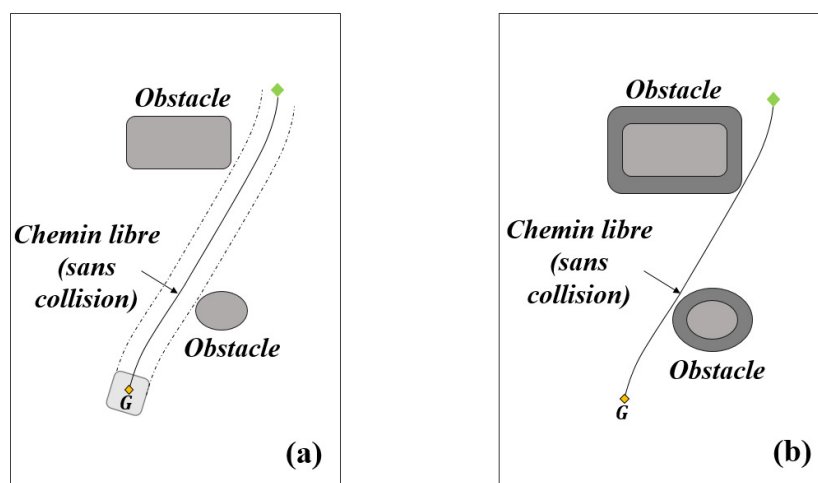 Obstacle
Chemin libre
(sans
collision)
Obstacle
G
(a)
Obstacle
Chemin libre
(sans
collision)
Obstacle
G
(b)